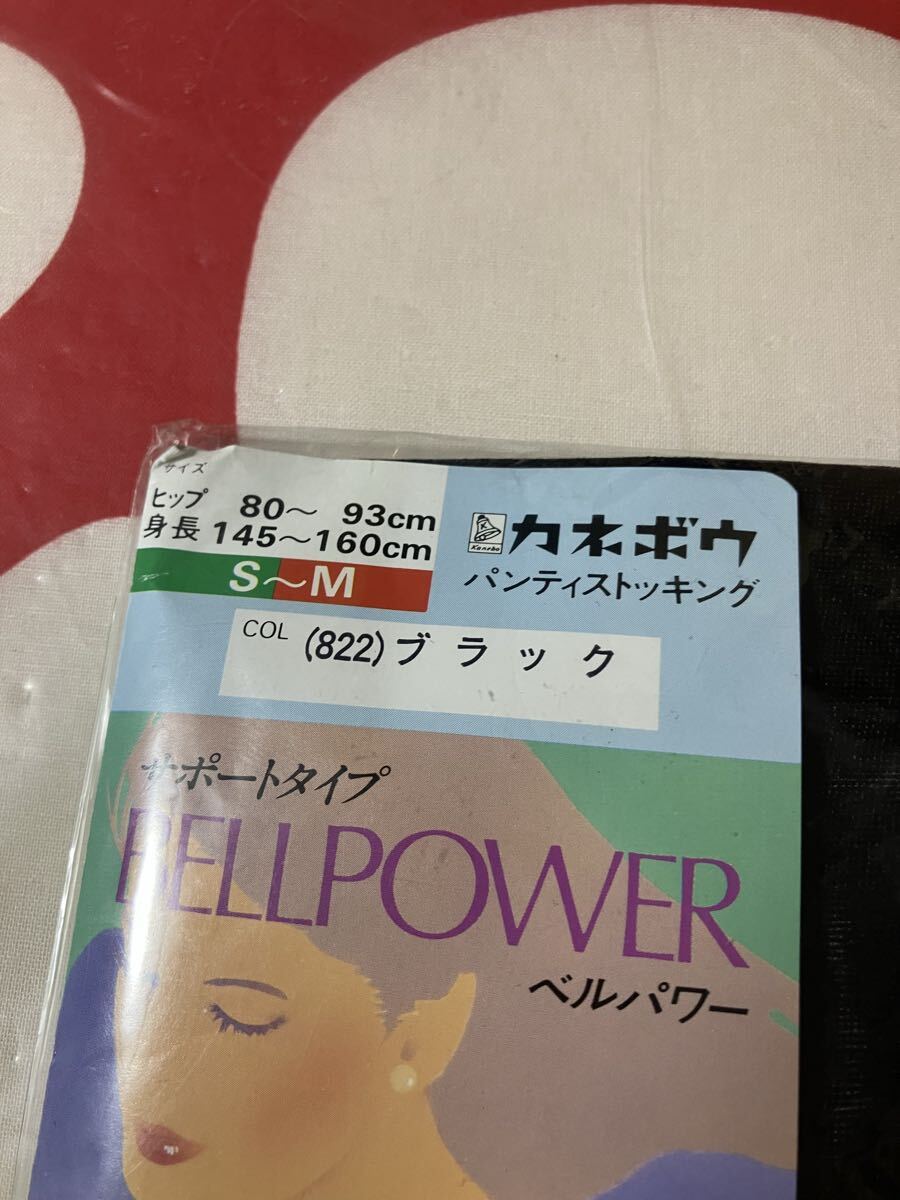 サイズ
ヒップ 80～ 93cm
身長 145～160cm
S～M
Kanebo
カネボウ
パンティストッキング
COL (822)ブラック
サポートタイプ
BELLPOWER
ベルパワー